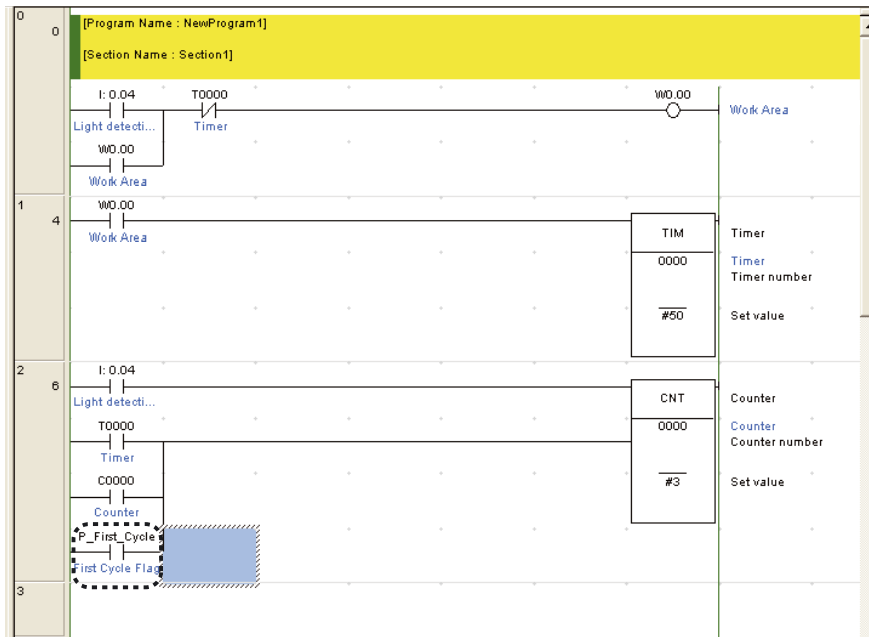 0
0
[Program Name : NewProgram1]
[Section Name : Section1]
I: 0.04 T0000 W0.00
Light detecti... Timer Work Area
W0.00
Work Area
1
4
W0.00
Work Area
TIM Timer
0000 Timer
Timer number
#50 Set value
2
6
I: 0.04
Light detecti...
CNT Counter
T0000
Timer
0000 Counter
Counter number
C0000
Counter
#3 Set value
P_First_Cycle
First Cycle Flag
3